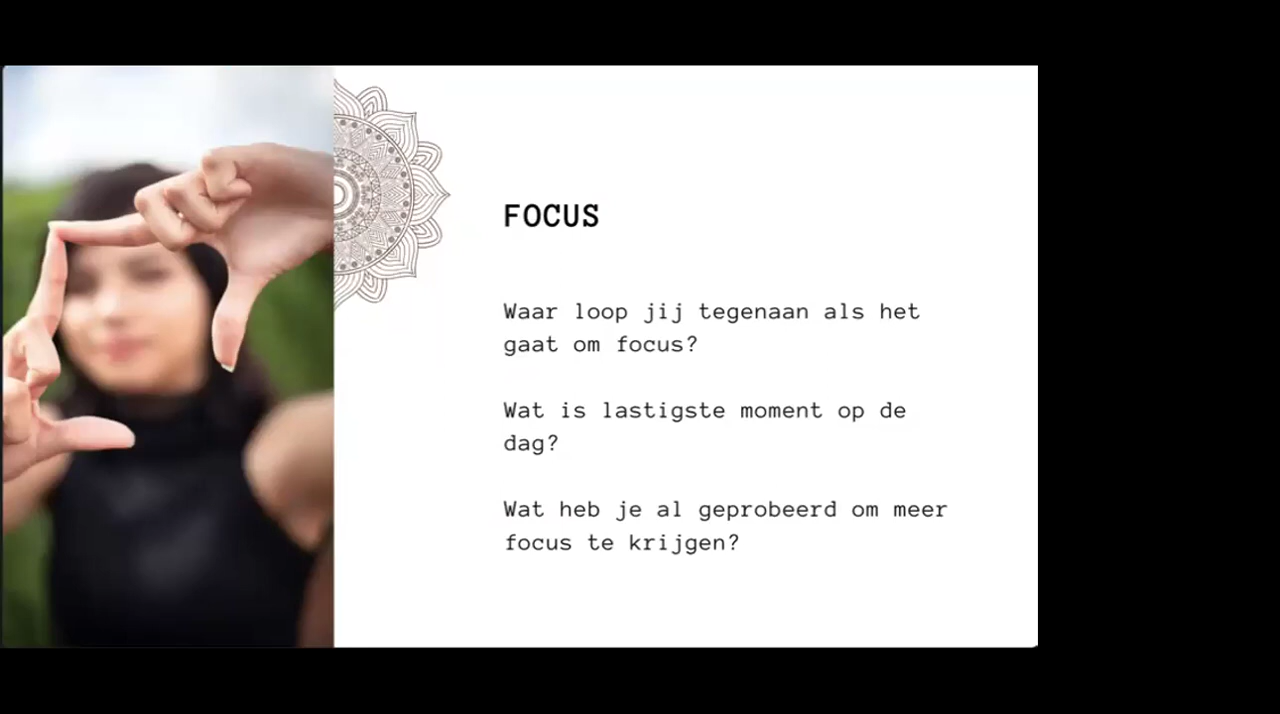 FOCUS
Waar loop jij tegenaan als het
gaat om focus?
Wat is lastigste moment op de
dag?
Wat heb je al geprobeerd om meer
focus te krijgen?